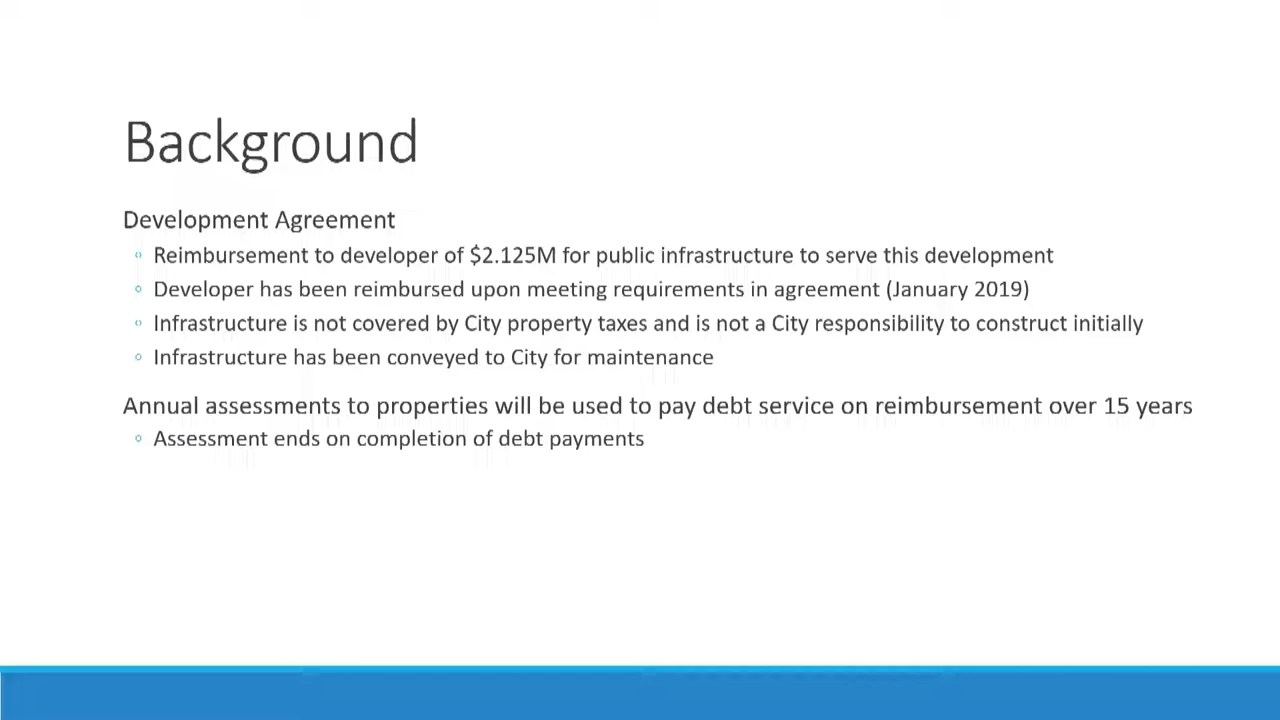 Background
Development Agreement
Reimbursement to developer of $2.125M for public infrastructure to serve this development
Developer has been reimbursed upon meeting requirements in agreement (January 2019)
Infrastructure is not covered by City property taxes and is not a City responsibility to construct initially
Infrastructure has been conveyed to City for maintenance
Annual assessments to properties will be used to pay debt service on reimbursement over 15 years
Assessment ends on completion of debt payments